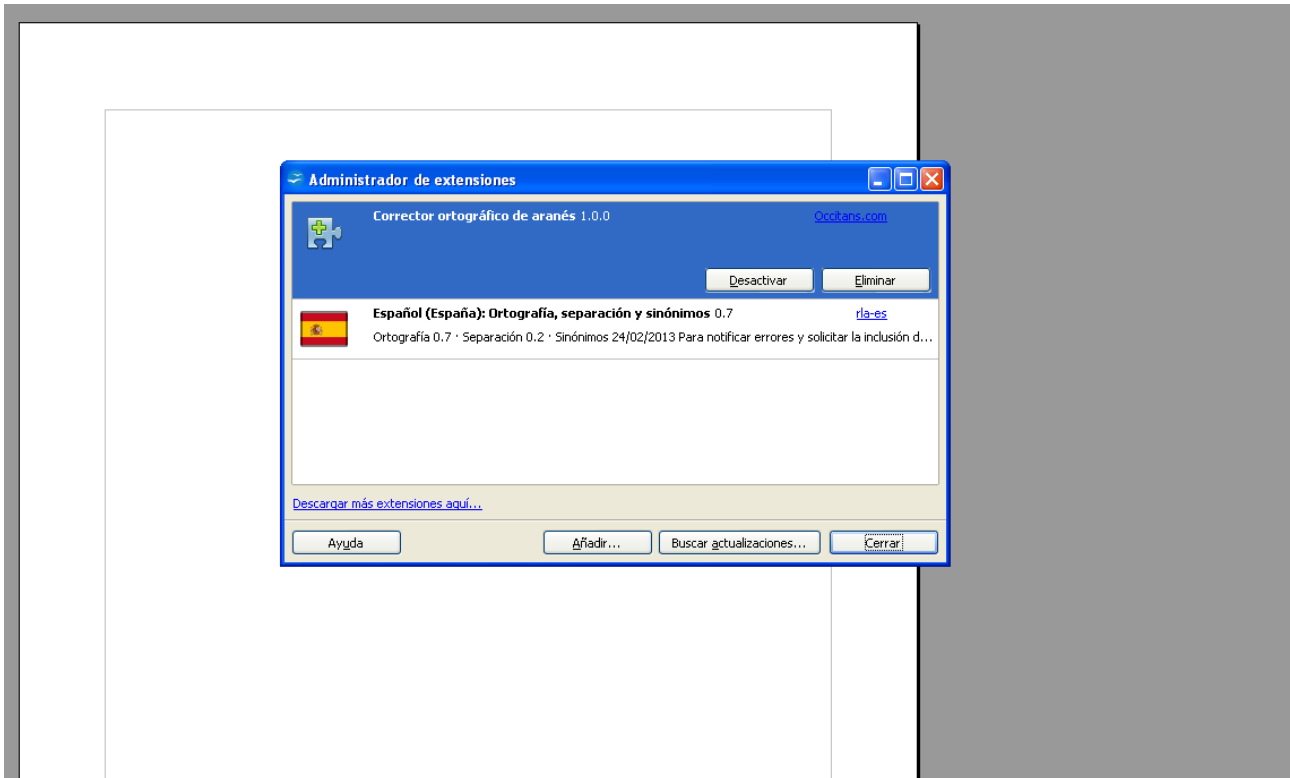 Administrador de extensiones
Corrector ortográfico de aranés 1.0.0 Occitans.com
Desactivar Eliminar
Español (España): Ortografía, separación y sinónimos 0.7 rla-es
Ortografía 0.7 · Separación 0.2 · Sinónimos 24/02/2013 Para notificar errores y solicitar la inclusión d...
Descargar más extensiones aquí...
Ayuda Añadir... Buscar actualizaciones... Cerrar